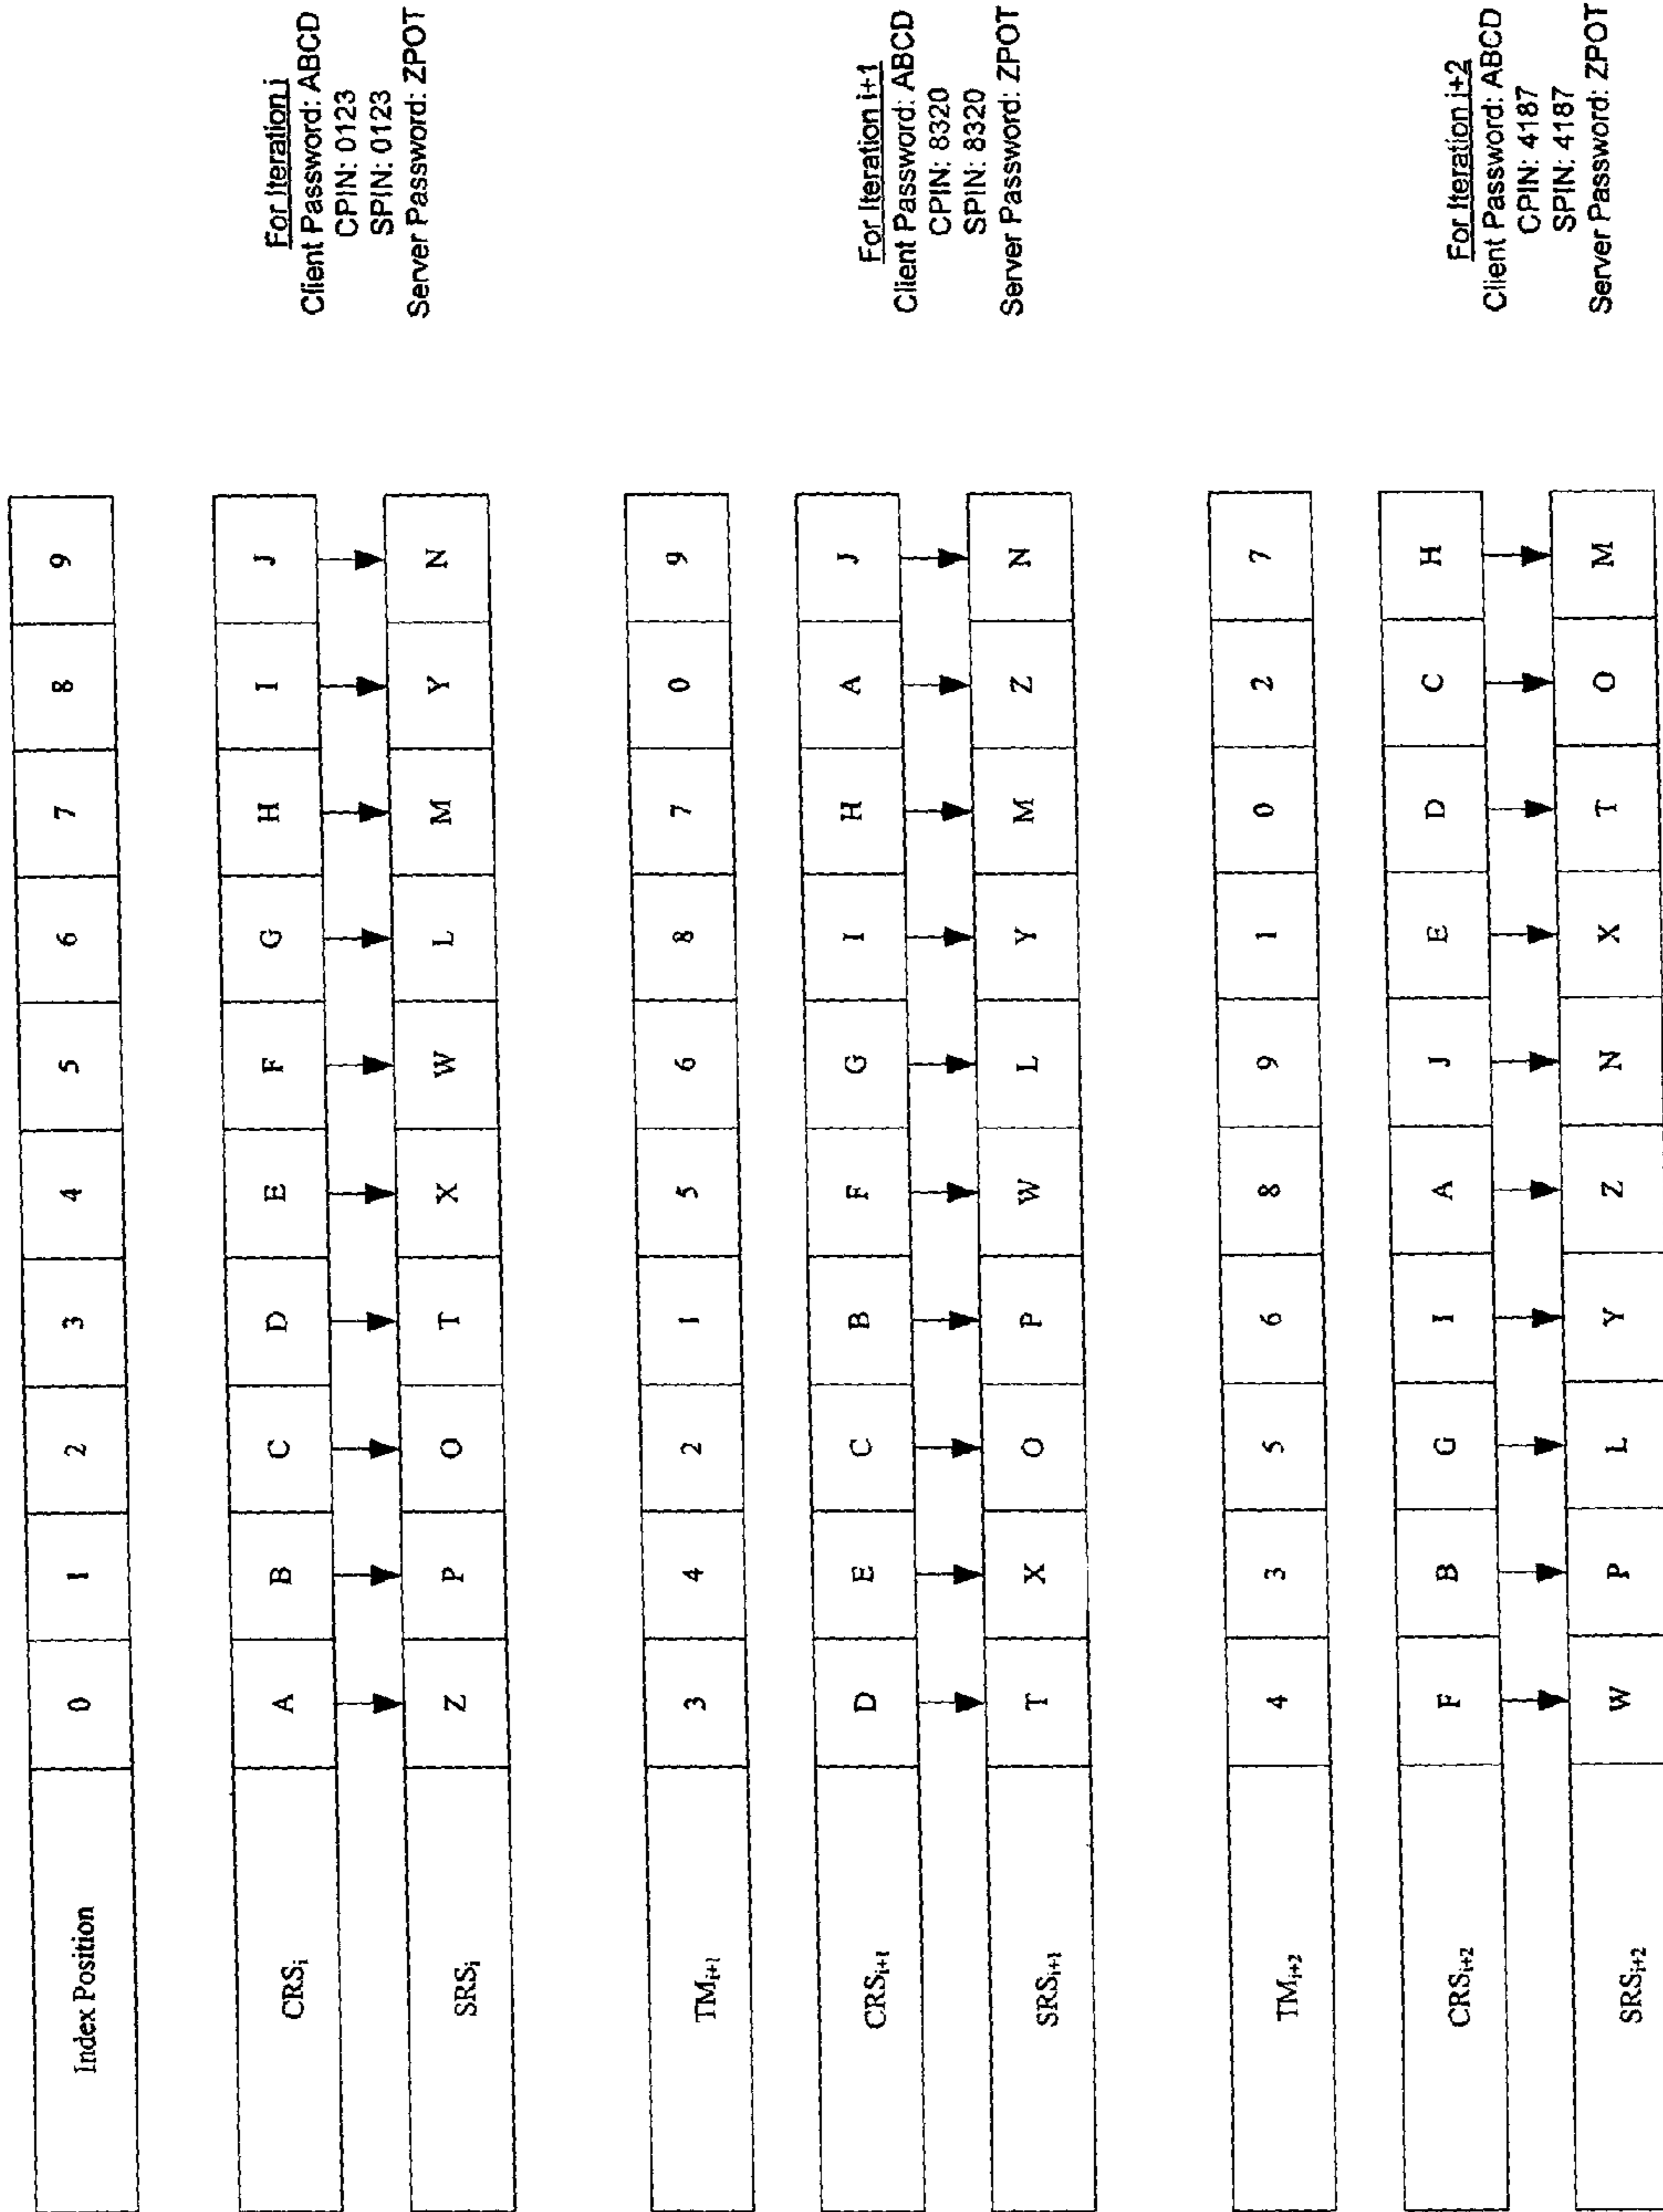 Index Position 0 1 2 3 4 5 6 7 8 9
CRSi A B C D E F G H I J
SRSi Z P O T X W L M Y N
For Iteration i
Client Password: ABCD
CPIN: 0123
SPIN: 0123
Server Password: ZPOT
TMi+1 3 4 2 1 5 6 8 7 0 9
CRSi+1 D E C B F G I H A J
SRSi+1 T X O P W L Y M Z N
For Iteration i+1
Client Password: ABCD
CPIN: 8320
SPIN: 8320
Server Password: ZPOT
TMi+2 4 3 5 6 8 9 1 0 2 7
CRSi+2 F B G I A J E D C H
SRSi+2 W P L Y Z N X T O M
For Iteration i+2
Client Password: ABCD
CPIN: 4187
SPIN: 4187
Server Password: ZPOT